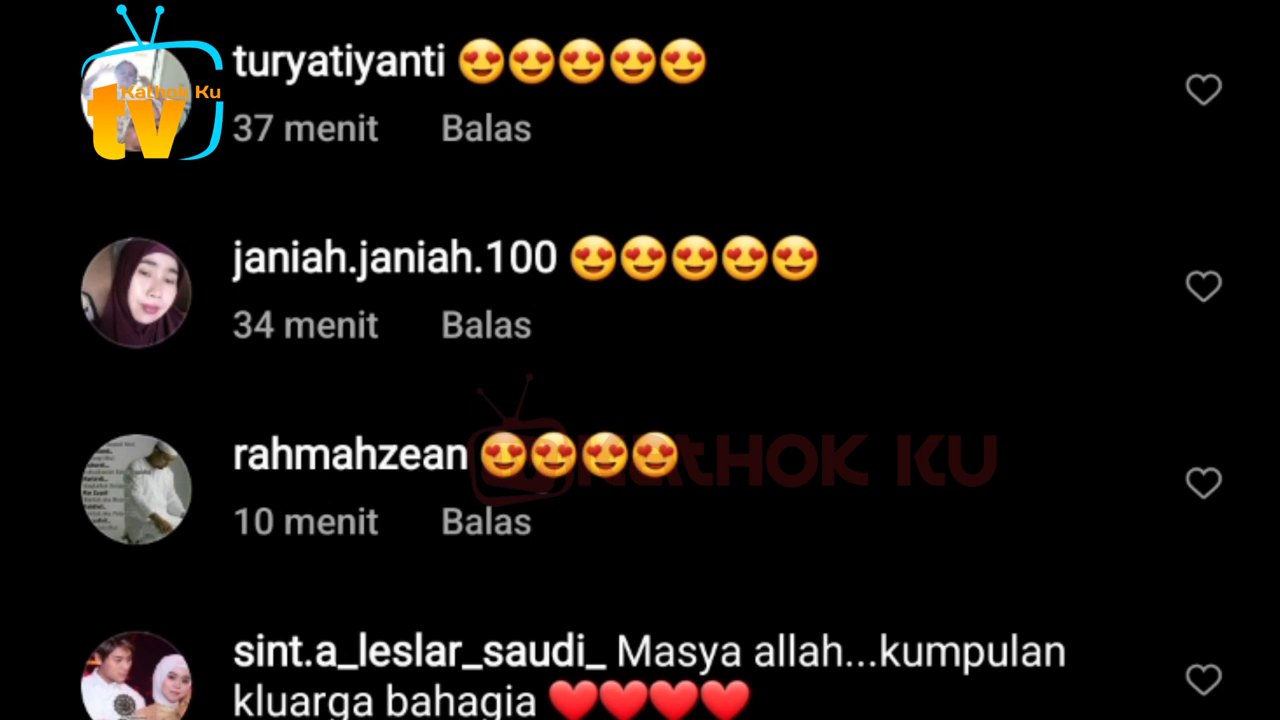 turyatiyanti 😍😍😍😍😍
37 menit Balas
Kathok Ku
tv
janiah.janiah.100 😍😍😍😍😍
34 menit Balas
rahmahzean 😍😍😍😍
KatHOK KU
10 menit Balas
sint.a_leslar_saudi_ Masya allah...kumpulan
kluarga bahagia ❤️❤️❤️❤️